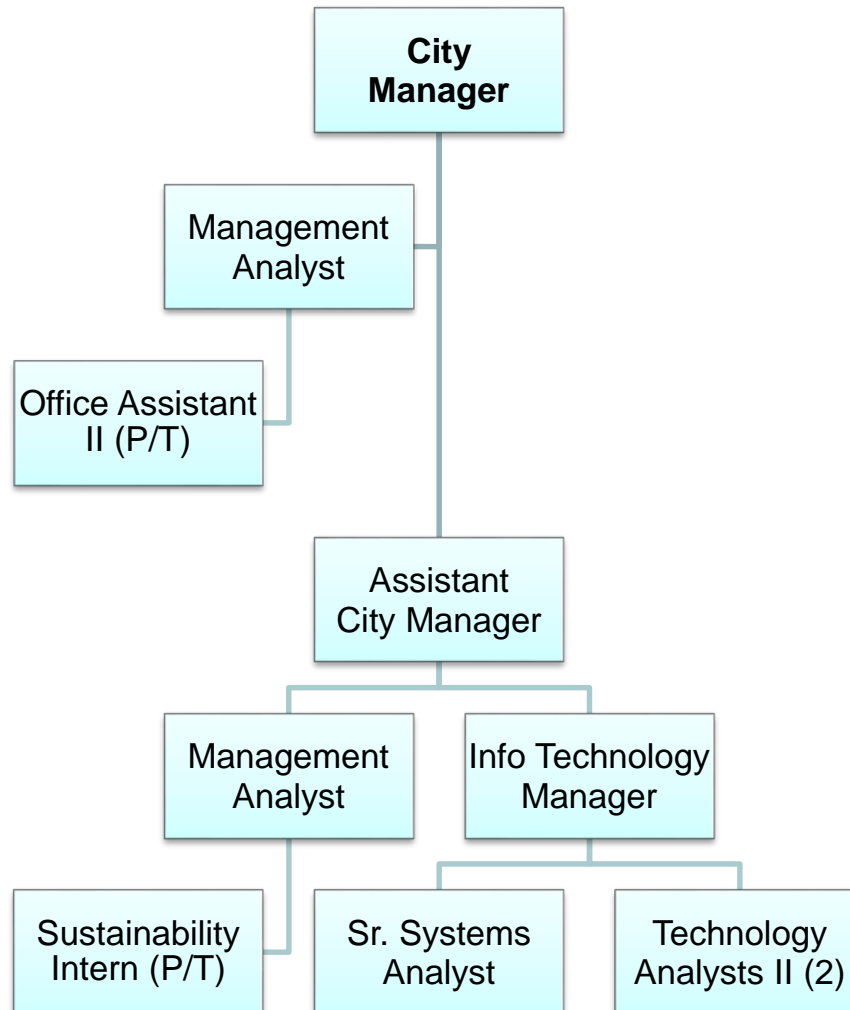 City
Manager
Management
Analyst
Office Assistant
II (P/T)
Assistant
City Manager
Management
Analyst
Info Technology
Manager
Sustainability
Intern (P/T)
Sr. Systems
Analyst
Technology
Analysts II (2)